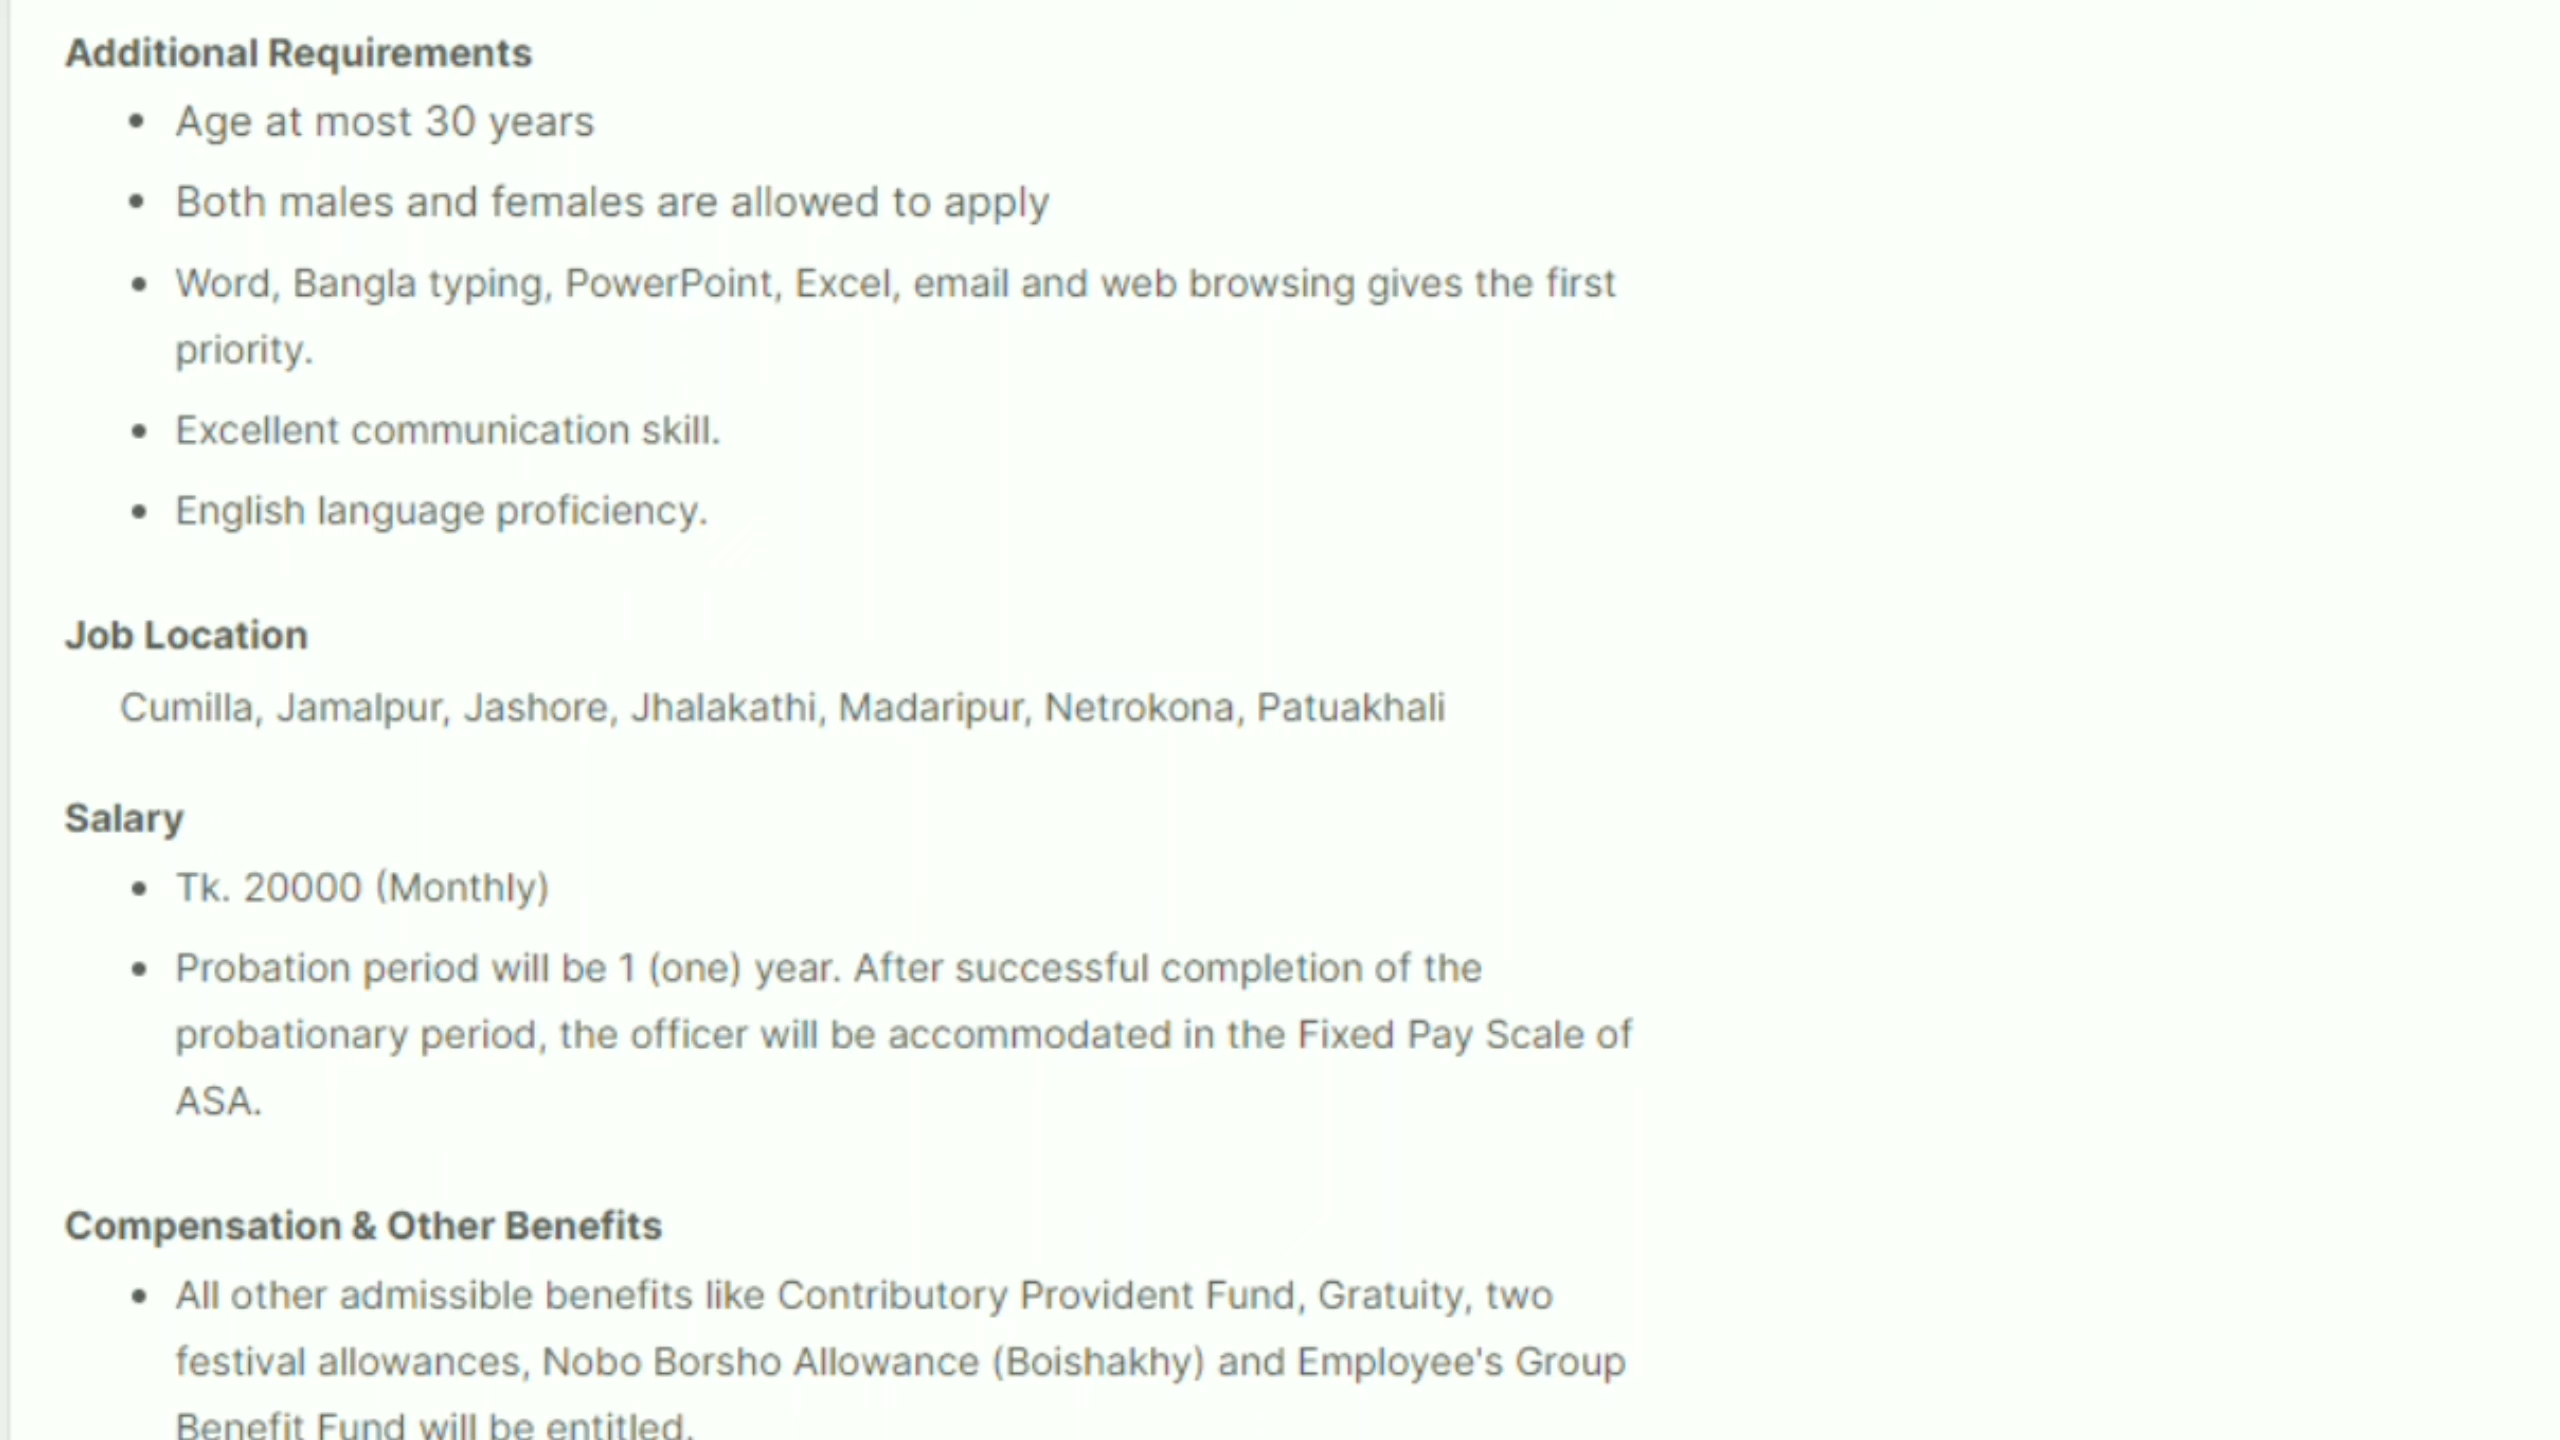 Additional Requirements
• Age at most 30 years
• Both males and females are allowed to apply
• Word, Bangla typing, PowerPoint, Excel, email and web browsing gives the first
priority.
• Excellent communication skill.
• English language proficiency.
Job Location
Cumilla, Jamalpur, Jashore, Jhalakathi, Madaripur, Netrokona, Patuakhali
Salary
• Tk. 20000 (Monthly)
• Probation period will be 1 (one) year. After successful completion of the
probationary period, the officer will be accommodated in the Fixed Pay Scale of
ASA.
Compensation & Other Benefits
• All other admissible benefits like Contributory Provident Fund, Gratuity, two
festival allowances, Nobo Borsho Allowance (Boishakhy) and Employee's Group
Benefit Fund will be entitled.